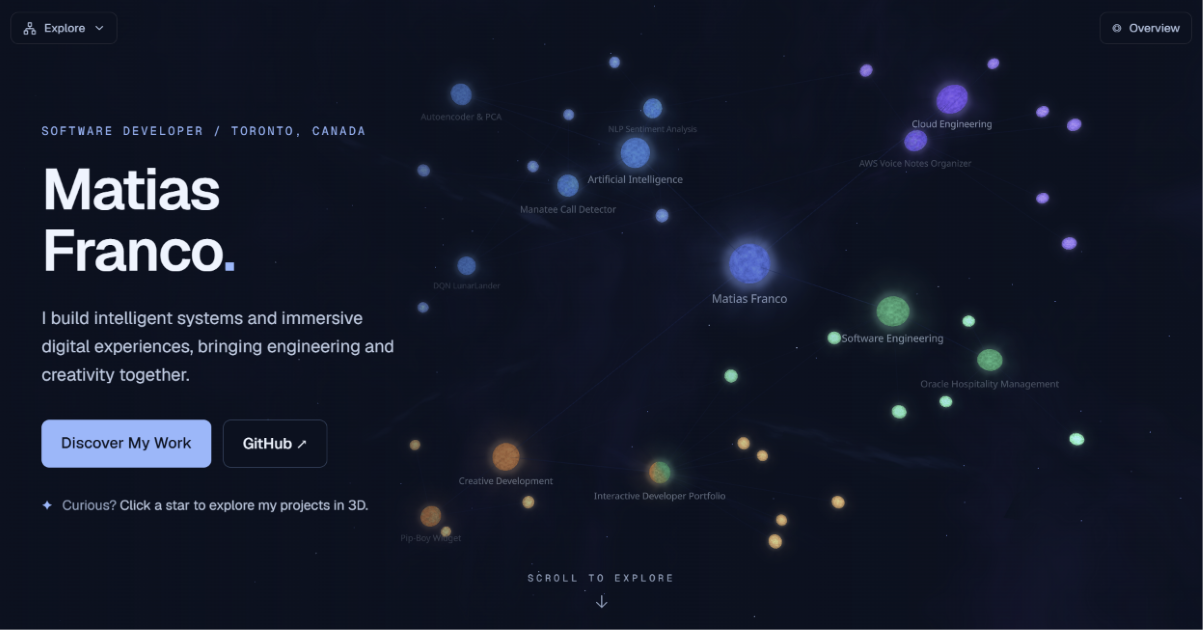 Explore
Overview
SOFTWARE DEVELOPER / TORONTO, CANADA
Matias
Franco.
I build intelligent systems and immersive
digital experiences, bringing engineering and
creativity together.
Discover My Work
GitHub ↗
Curious? Click a star to explore my projects in 3D.
Autoencoder & PCA
NLP Sentiment Analysis
Artificial Intelligence
Manatee Call Detector
DQN LunarLander
Cloud Engineering
AWS Voice Notes Organizer
Matias Franco
Software Engineering
Oracle Hospitality Management
Creative Development
Interactive Developer Portfolio
Pip-Boy Widget
SCROLL TO EXPLORE